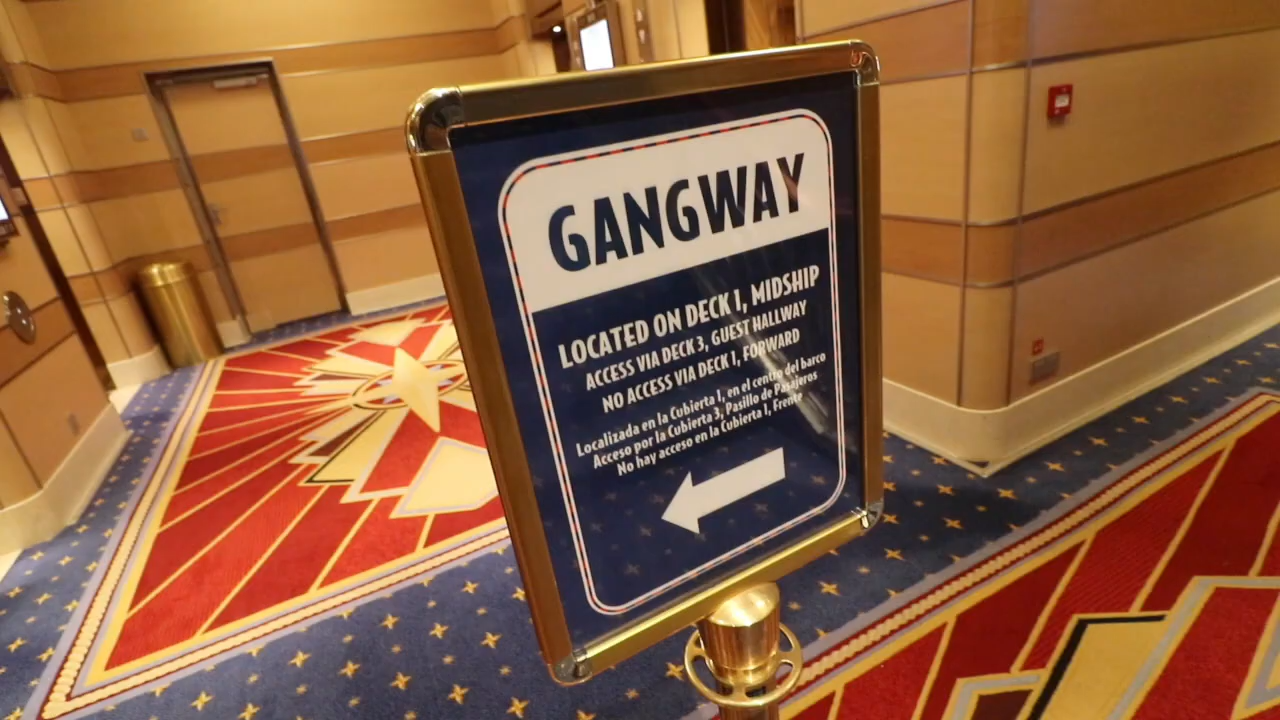 GANGWAY
LOCATED ON DECK 1, MIDSHIP
ACCESS VIA DECK 3, GUEST HALLWAY
NO ACCESS VIA DECK 1, FORWARD
Localizada en la Cubierta 1, en el centro del barco
Acceso por la Cubierta 3, Pasillo de Pasajeros
No hay acceso en la Cubierta 1, Frente